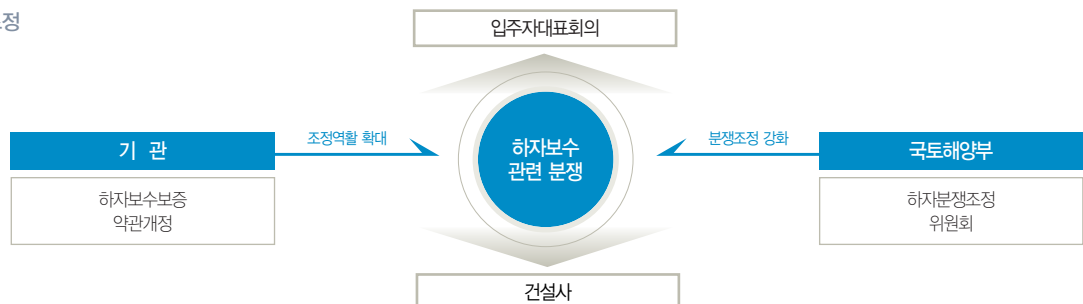 정
입주자대표회의
기 관
조정역활 확대
하자보수
관련 분쟁
분쟁조정 강화
국토해양부
하자보수보증
약관개정
하자분쟁조정
위원회
건설사